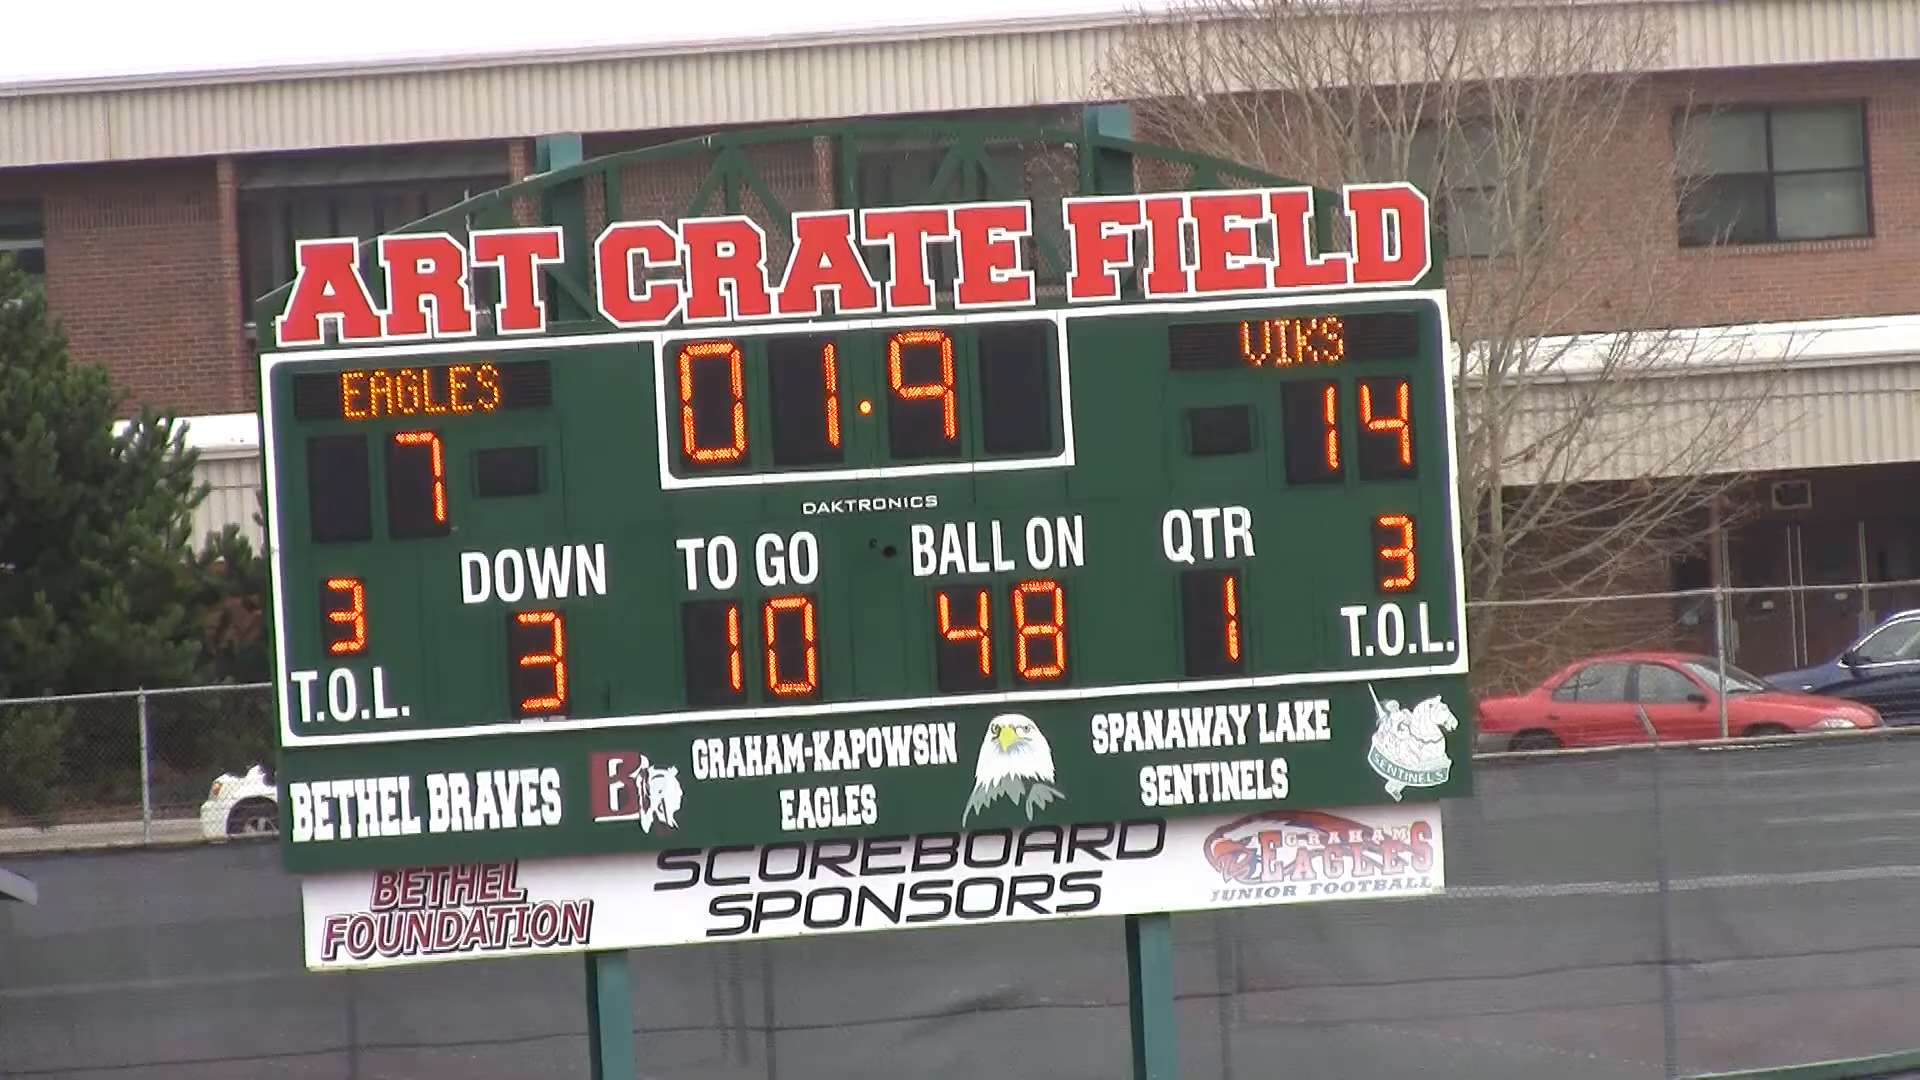 ART CRATE FIELD
EAGLES 01.9 VIKS
7 14
DAKTRONICS
DOWN TO GO BALL ON QTR
3 3 10 48 1 3
T.O.L. T.O.L.
BETHEL BRAVES B GRAHAM-KAPOWSIN EAGLES SPANAWAY LAKE SENTINELS SENTINELS
BETHEL FOUNDATION
SCOREBOARD
SPONSORS
GRAHAM
EAGLES
JUNIOR FOOTBALL